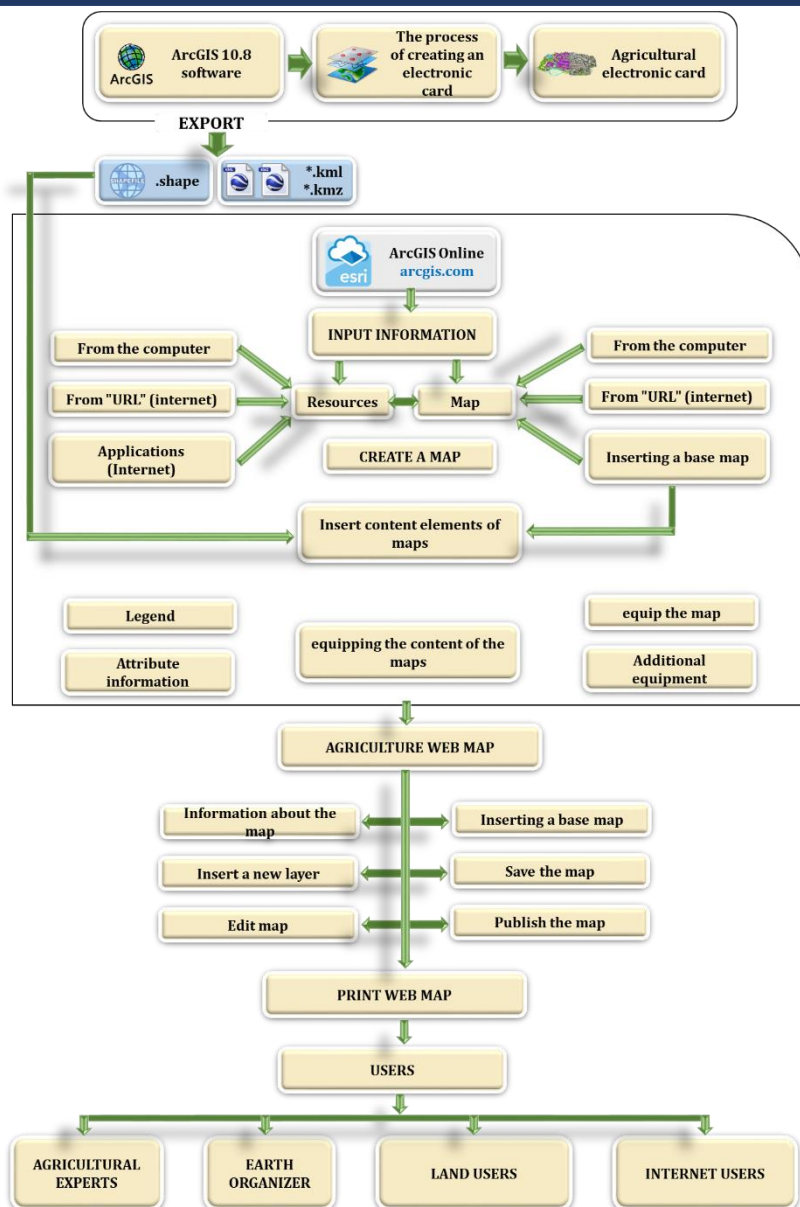 ArcGIS
ArcGIS 10.8
software
The process
of creating an
electronic
card
Agricultural
electronic card
EXPORT
SHAPEFILE
.shape
*.kml
*.kmz
esri
ArcGIS Online
arcgis.com
INPUT INFORMATION
From the computer
From "URL" (internet)
Applications
(Internet)
Resources
Map
From the computer
From "URL" (internet)
Inserting a base map
CREATE A MAP
Insert content elements of
maps
Legend
Attribute
information
equipping the content of the
maps
equip the map
Additional
equipment
AGRICULTURE WEB MAP
Information about the
map
Inserting a base map
Insert a new layer
Save the map
Edit map
Publish the map
PRINT WEB MAP
USERS
AGRICULTURAL
EXPERTS
EARTH
ORGANIZER
LAND USERS
INTERNET USERS